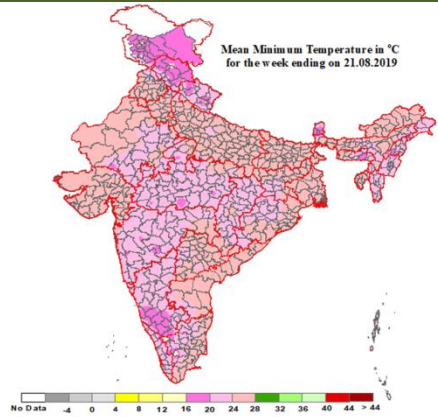 Mean Minimum Temperature in °C
for the week ending on 21.08.2019
No Data -4 0 4 8 12 16 20 24 28 32 36 40 44 > 44